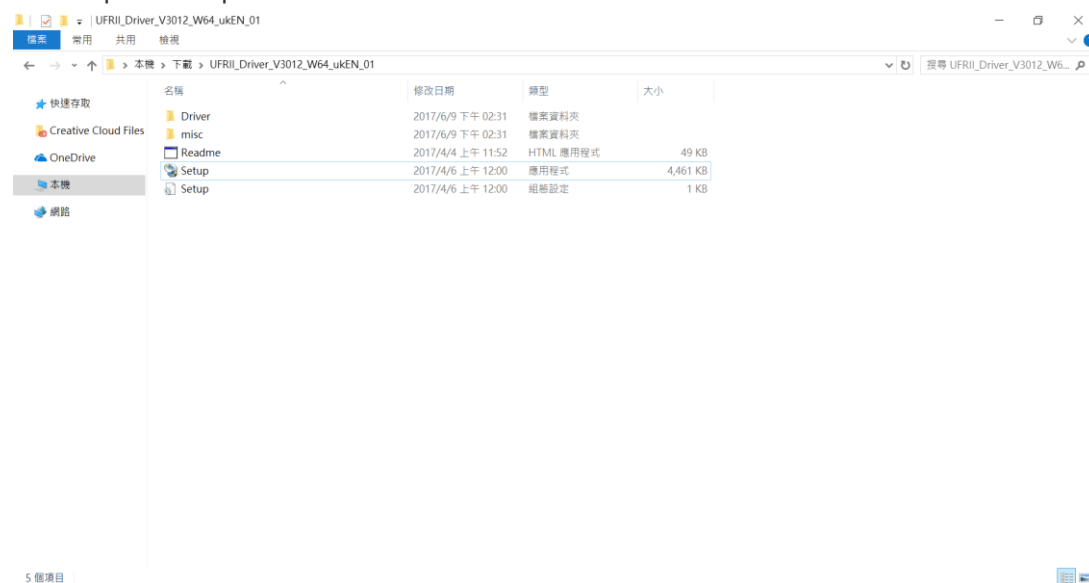 UFRII_Driver_V3012_W64_ukEN_01
檔案 常用 共用 檢視
本機 > 下載 > UFRII_Driver_V3012_W64_ukEN_01 搜尋 UFRII_Driver_V3012_W6...
名稱 修改日期 類型 大小
快速存取
Creative Cloud Files
OneDrive
本機
網路
Driver 2017/6/9 下午 02:31 檔案資料夾
misc 2017/6/9 下午 02:31 檔案資料夾
Readme 2017/4/4 上午 11:52 HTML 應用程式 49 KB
Setup 2017/4/6 上午 12:00 應用程式 4,461 KB
Setup 2017/4/6 上午 12:00 組態設定 1 KB
5 個項目